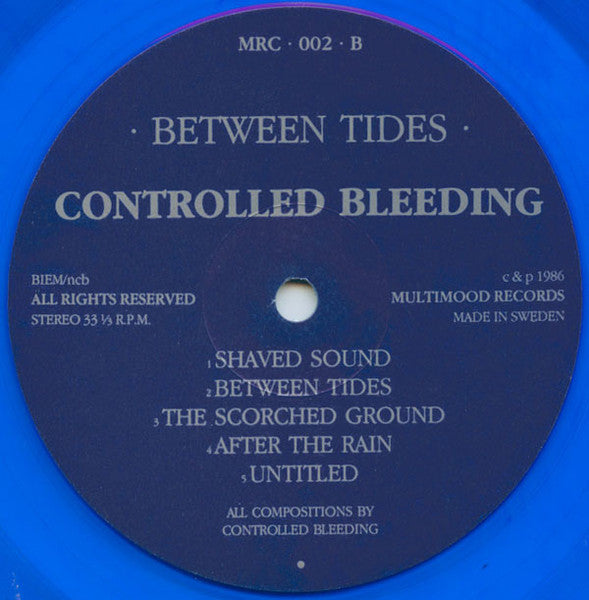 MRC · 002 · B
· BETWEEN TIDES ·
CONTROLLED BLEEDING
BIEM/ncb
ALL RIGHTS RESERVED
STEREO 33 ⅓ R.P.M.
c & p 1986
MULTIMOOD RECORDS
MADE IN SWEDEN
1 SHAVED SOUND
2 BETWEEN TIDES
3 THE SCORCHED GROUND
4 AFTER THE RAIN
5 UNTITLED
ALL COMPOSITIONS BY
CONTROLLED BLEEDING